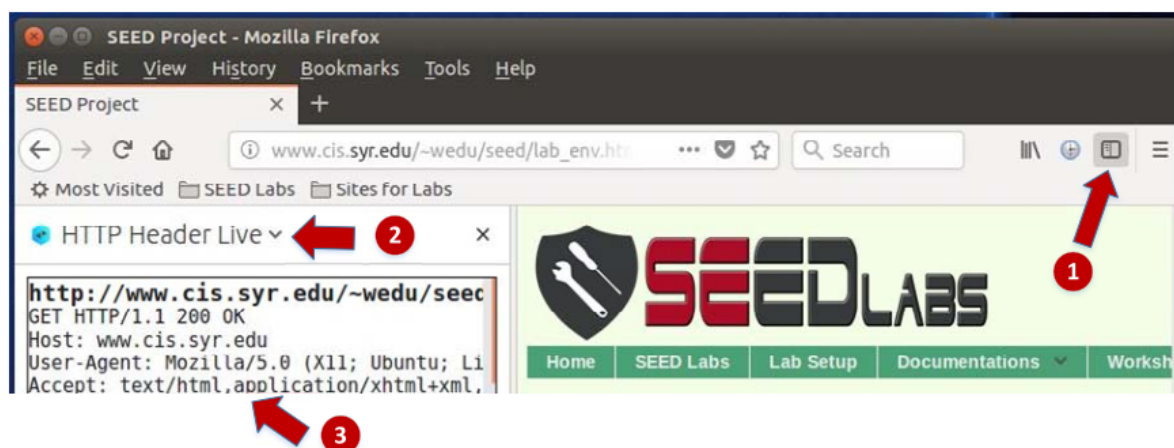 SEED Project - Mozilla Firefox
File Edit View History Bookmarks Tools Help
SEED Project × +
www.cis.syr.edu/~wedu/seed/lab_env.ht Search
Most Visited SEED Labs Sites for Labs
HTTP Header Live 2 ×
1
http://www.cis.syr.edu/~wedu/seed
GET HTTP/1.1 200 OK
Host: www.cis.syr.edu
User-Agent: Mozilla/5.0 (X11; Ubuntu; Li
Accept: text/html,application/xhtml+xml,
SEEDLABS
Home SEED Labs Lab Setup Documentations Worksh
3